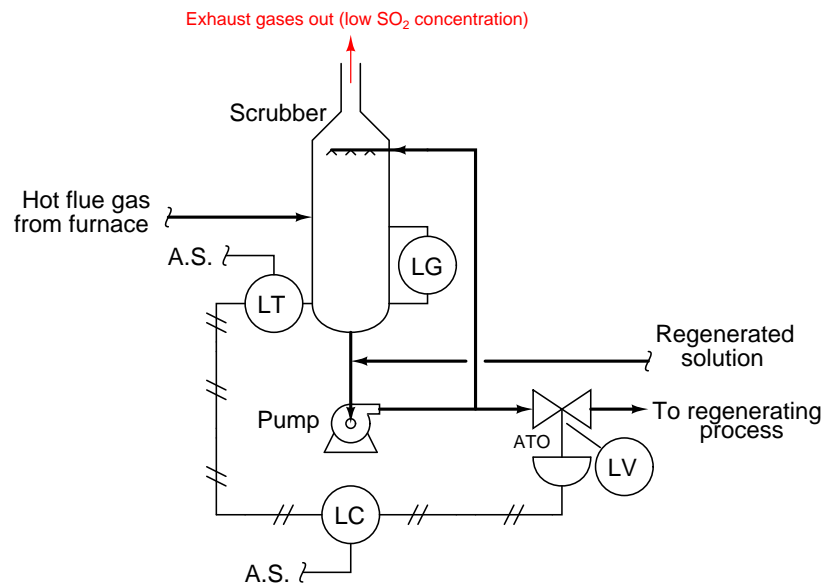 Exhaust gases out (low SO₂ concentration)
Scrubber
Hot flue gas
from furnace
A.S.
LG
LT
Regenerated
solution
Pump
To regenerating
process
ATO
LV
LC
A.S.